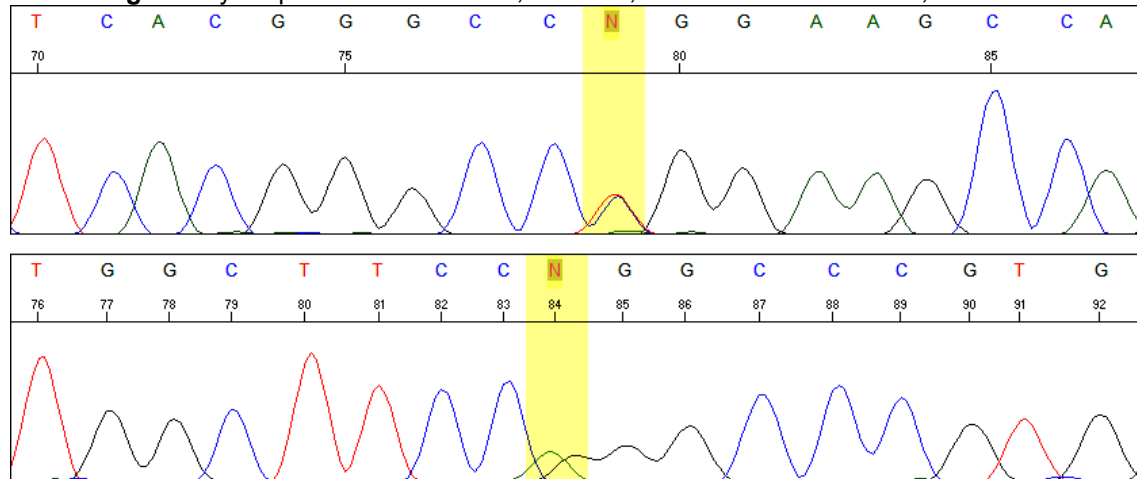 T C A C G G G C C N G G A A G C C A
70 75 80 85
T G G C T T C C N G G C C C G T G
76 77 78 79 80 81 82 83 84 85 86 87 88 89 90 91 92